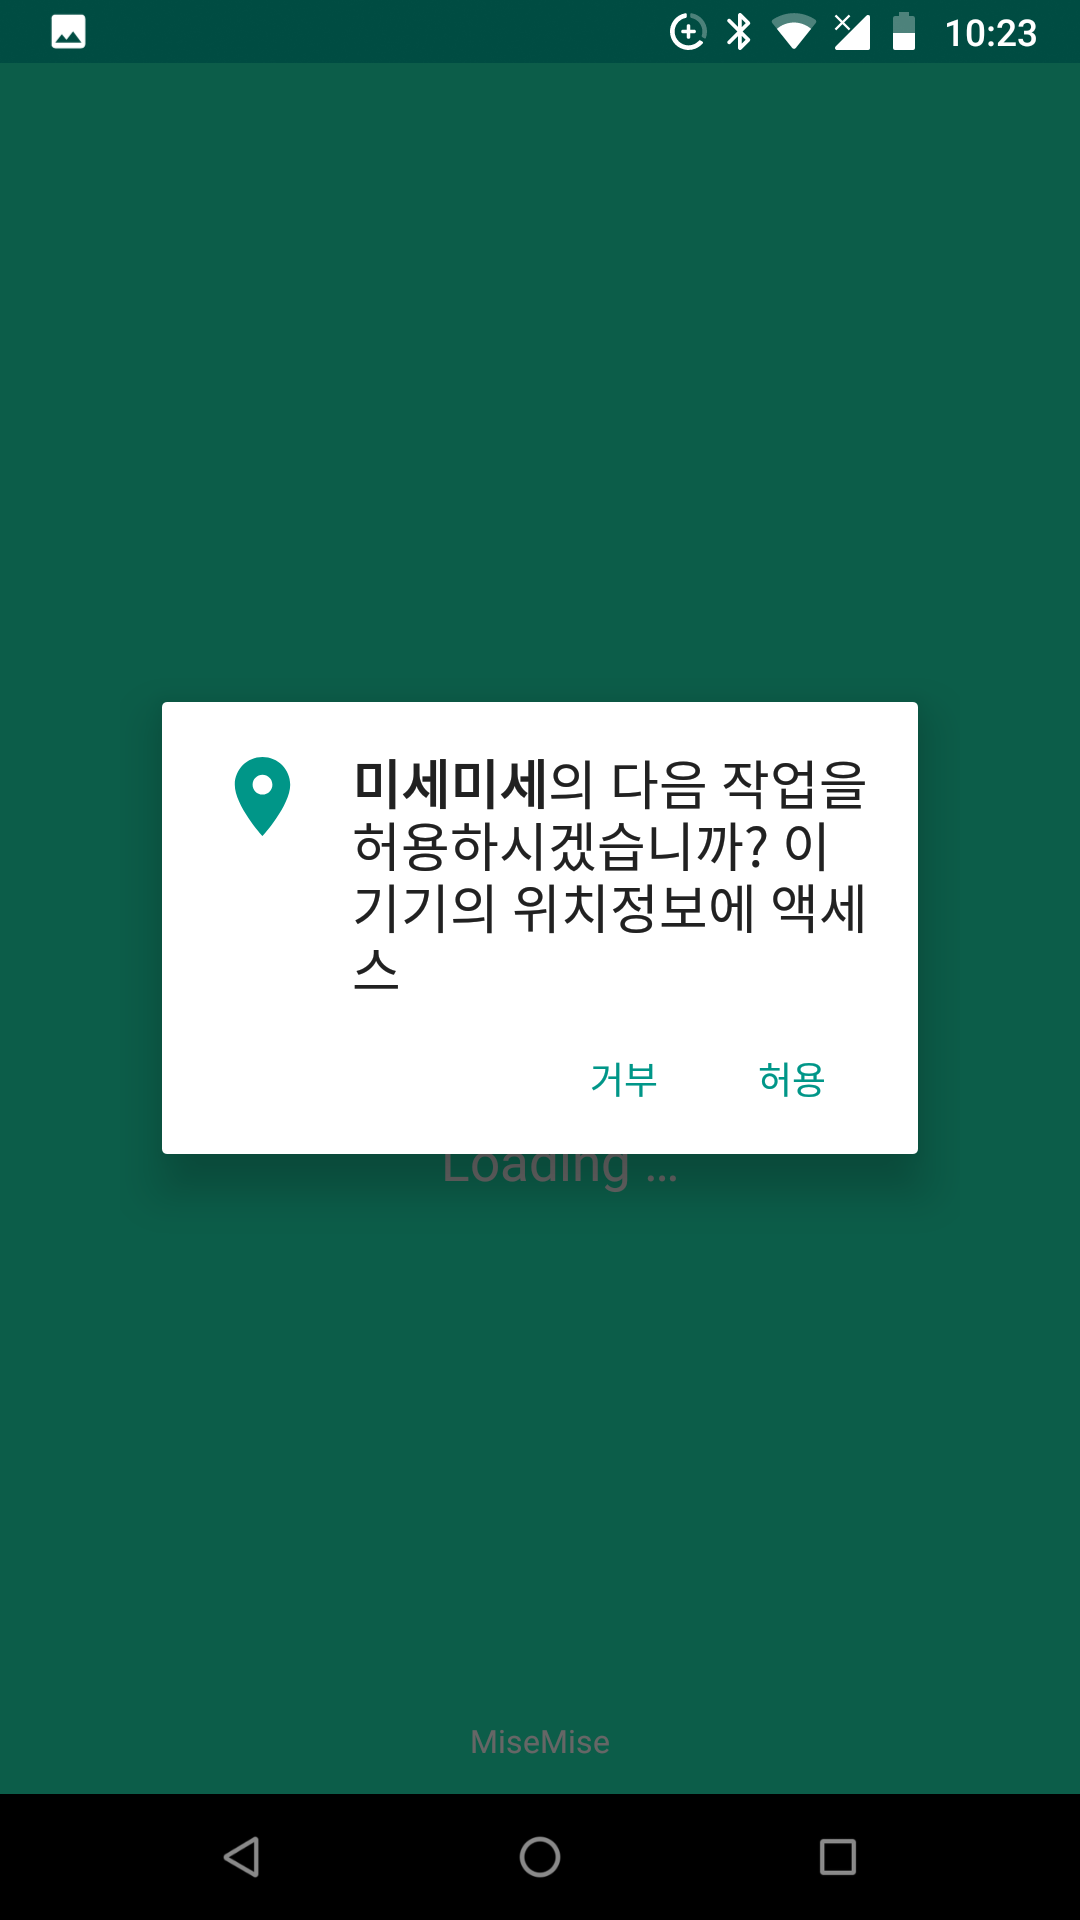 10:23
미세미세의 다음 작업을
허용하시겠습니까? 이
기기의 위치정보에 액세
스
거부 허용
Loading ...
MiseMise